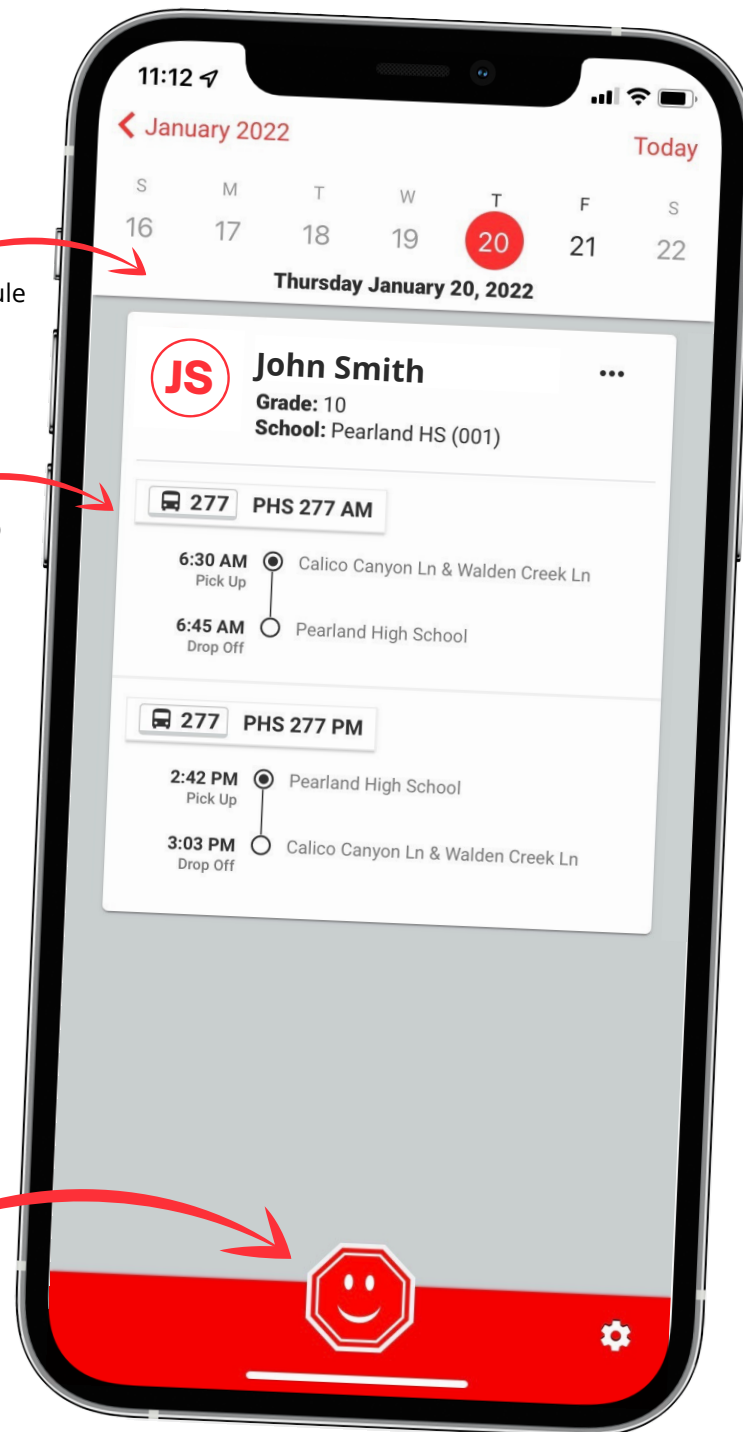 11:12
January 2022
Today
S M T W T F S
16 17 18 19 20 21 22
Thursday January 20, 2022
JS
John Smith
Grade: 10
School: Pearland HS (001)
277 PHS 277 AM
6:30 AM Calico Canyon Ln & Walden Creek Ln
Pick Up
6:45 AM Pearland High School
Drop Off
277 PHS 277 PM
2:42 PM Pearland High School
Pick Up
3:03 PM Calico Canyon Ln & Walden Creek Ln
Drop Off